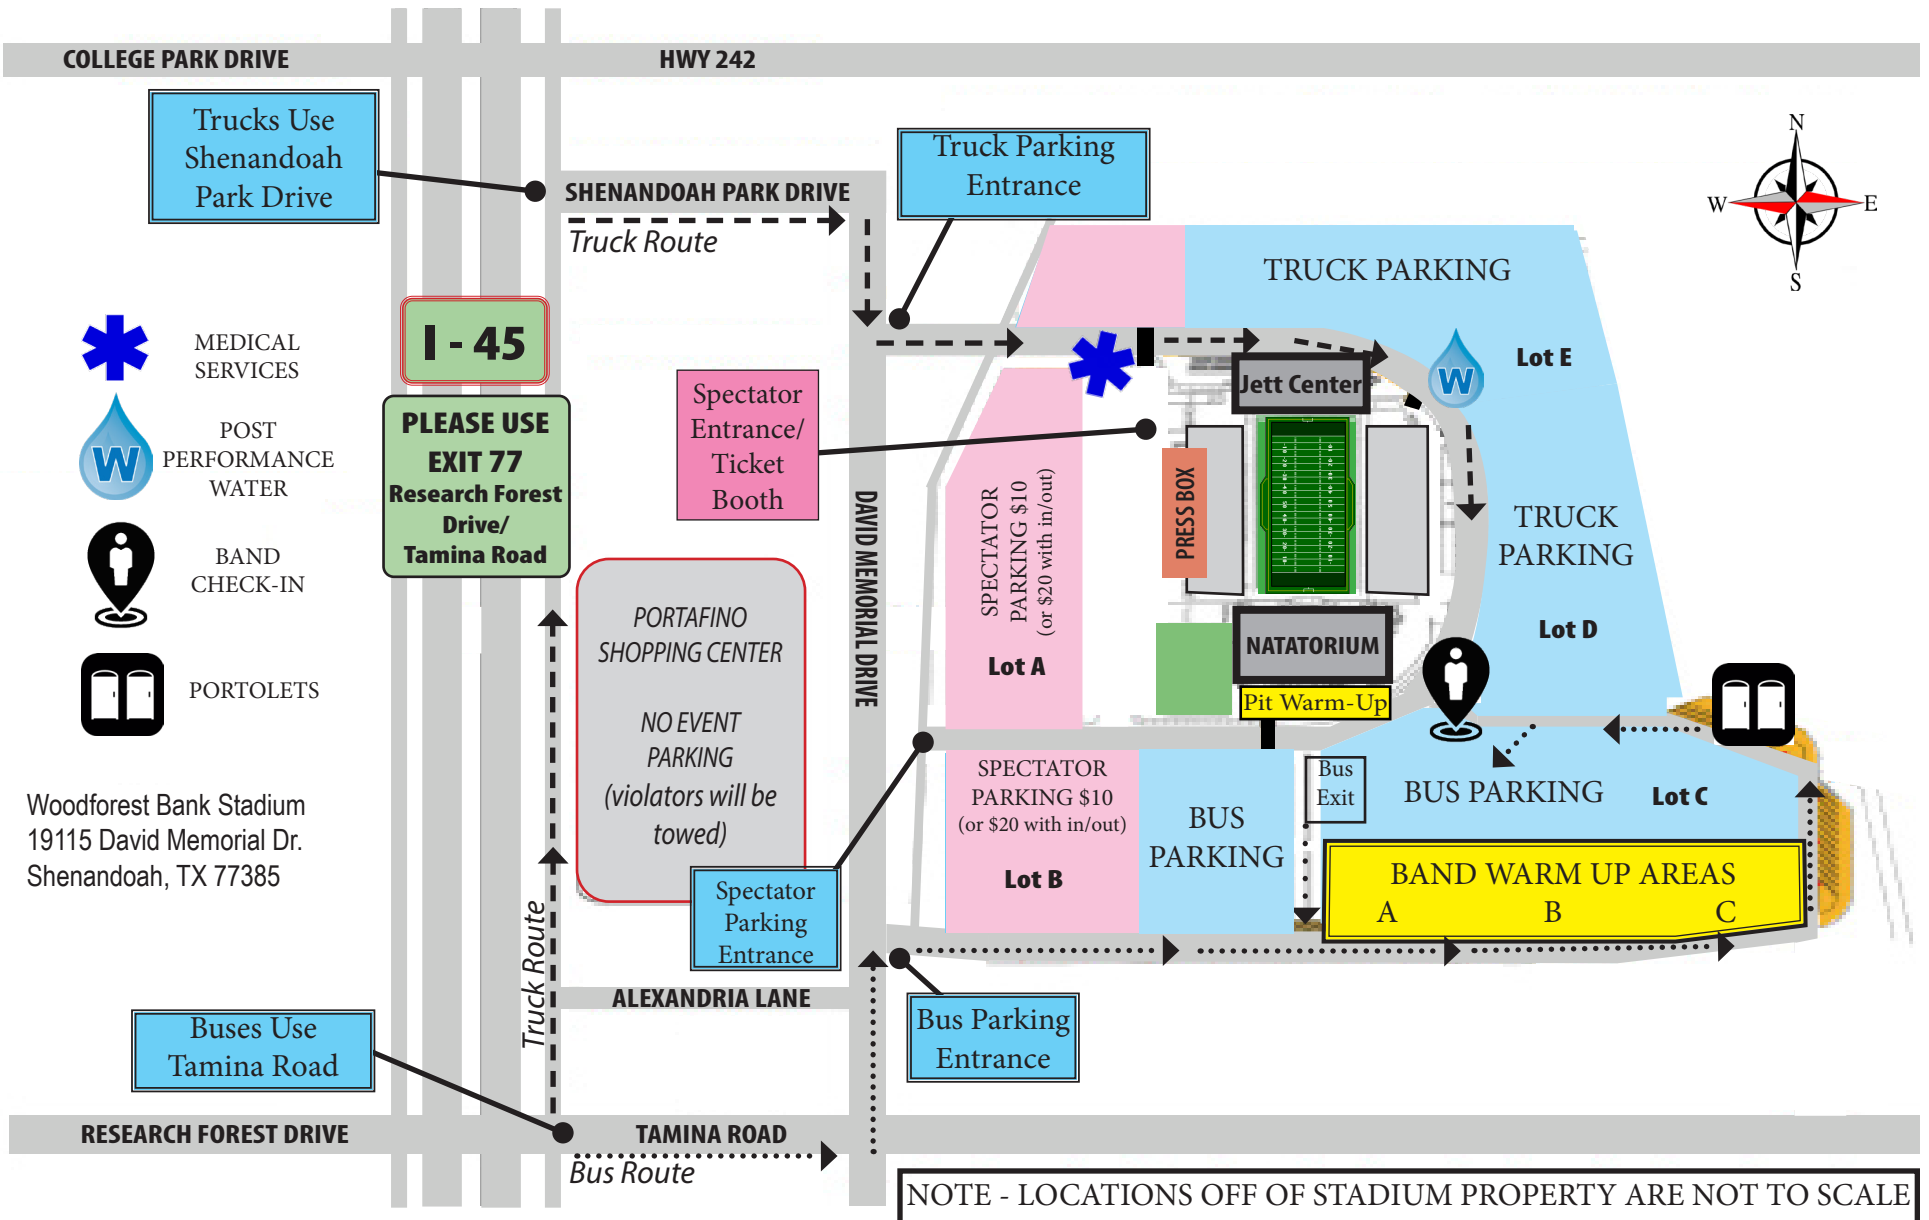 COLLEGE PARK DRIVE
HWY 242
Trucks Use
Shenandoah
Park Drive
SHENANDOAH PARK DRIVE
Truck Route
Truck Parking
Entrance
N
W
E
S
TRUCK PARKING
Lot E
W
I - 45
PLEASE USE
EXIT 77
Research Forest
Drive/
Tamina Road
MEDICAL
SERVICES
W
POST
PERFORMANCE
WATER
BAND
CHECK-IN
PORTOLETS
Spectator
Entrance/
Ticket
Booth
Jett Center
PRESS BOX
SPECTATOR
PARKING $10
(or $20 with in/out)
Lot A
DAVID MEMORIAL DRIVE
TRUCK
PARKING
Lot D
NATATORIUM
Pit Warm-Up
PORTAFINO
SHOPPING CENTER
NO EVENT
PARKING
(violators will be
towed)
Woodforest Bank Stadium
19115 David Memorial Dr.
Shenandoah, TX 77385
SPECTATOR
PARKING $10
(or $20 with in/out)
Lot B
BUS
PARKING
Bus
Exit
BUS PARKING
Lot C
BAND WARM UP AREAS
A B C
Spectator
Parking
Entrance
Truck Route
ALEXANDRIA LANE
Bus Parking
Entrance
Buses Use
Tamina Road
RESEARCH FOREST DRIVE
TAMINA ROAD
Bus Route
NOTE - LOCATIONS OFF OF STADIUM PROPERTY ARE NOT TO SCALE